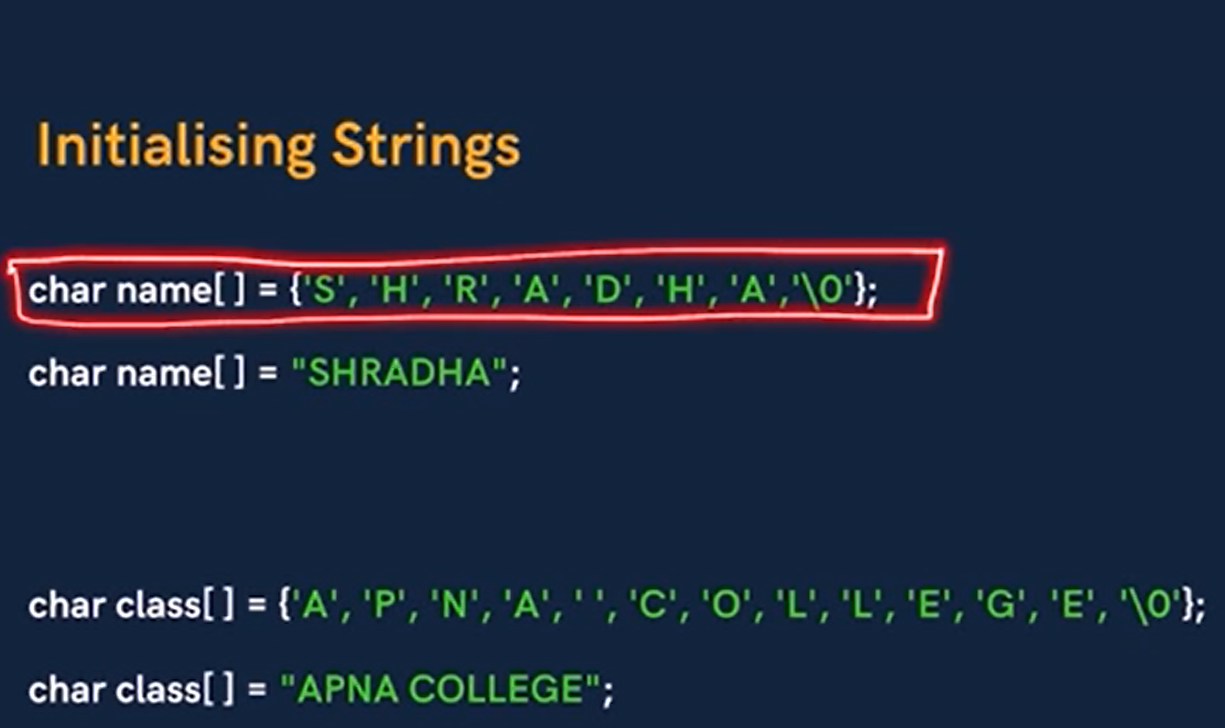 Initialising Strings
char name[ ] = {'S', 'H', 'R', 'A', 'D', 'H', 'A','\0'};
char name[ ] = "SHRADHA";
char class[ ] = {'A', 'P', 'N', 'A', ' ', 'C', 'O', 'L', 'L', 'E', 'G', 'E', '\0'};
char class[ ] = "APNA COLLEGE";